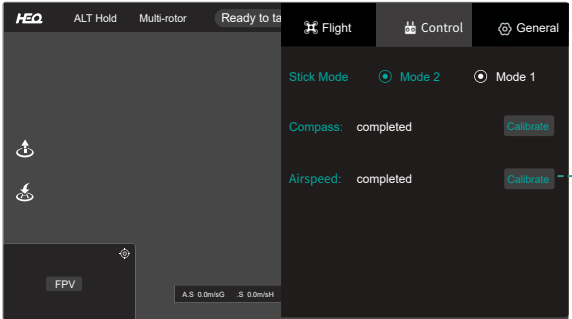 HEQ ALT Hold Multi-rotor Ready to ta
Flight Control General
Stick Mode Mode 2 Mode 1
Compass: completed Calibrate
Airspeed: completed Calibrate
FPV
A.S 0.0m/sG .S 0.0m/sH